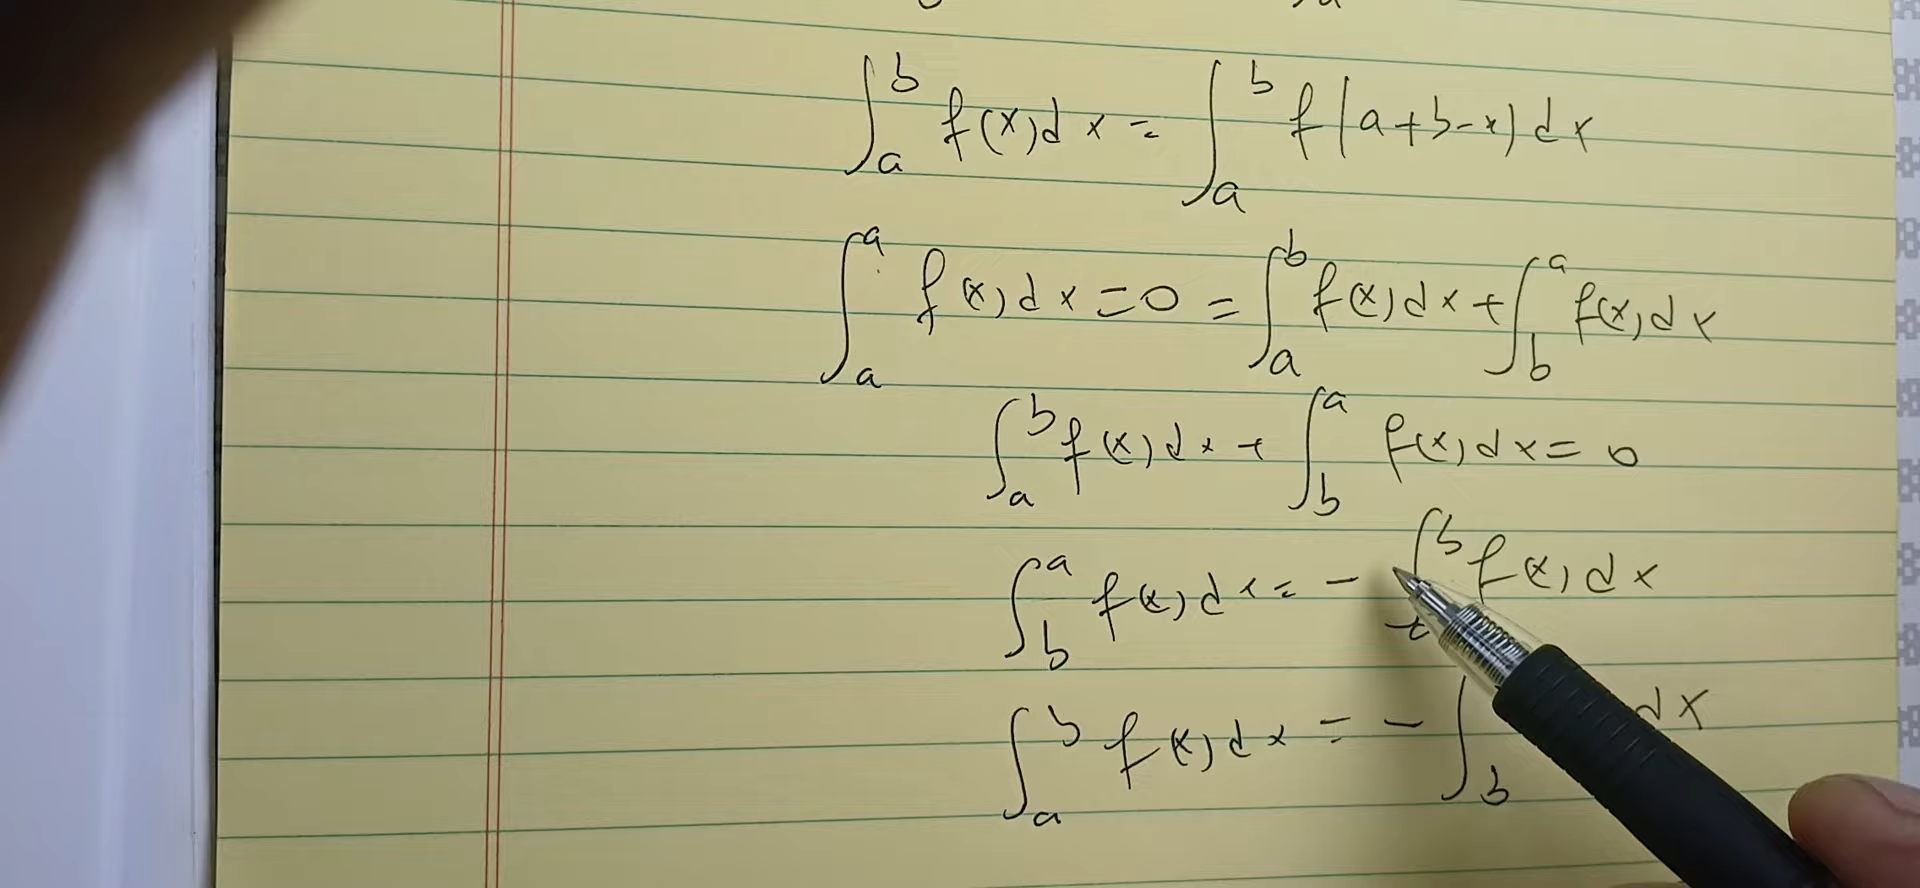 ∫_a^b f(x)dx = ∫_a^b f(a+b-x)dx
∫_a^a f(x)dx = 0 = ∫_a^b f(x)dx + ∫_b^a f(x)dx
∫_a^b f(x)dx + ∫_b^a f(x)dx = 0
∫_b^a f(x)dx = - ∫^b f(x)dx
∫_a^b f(x)dx = - ∫_b dx